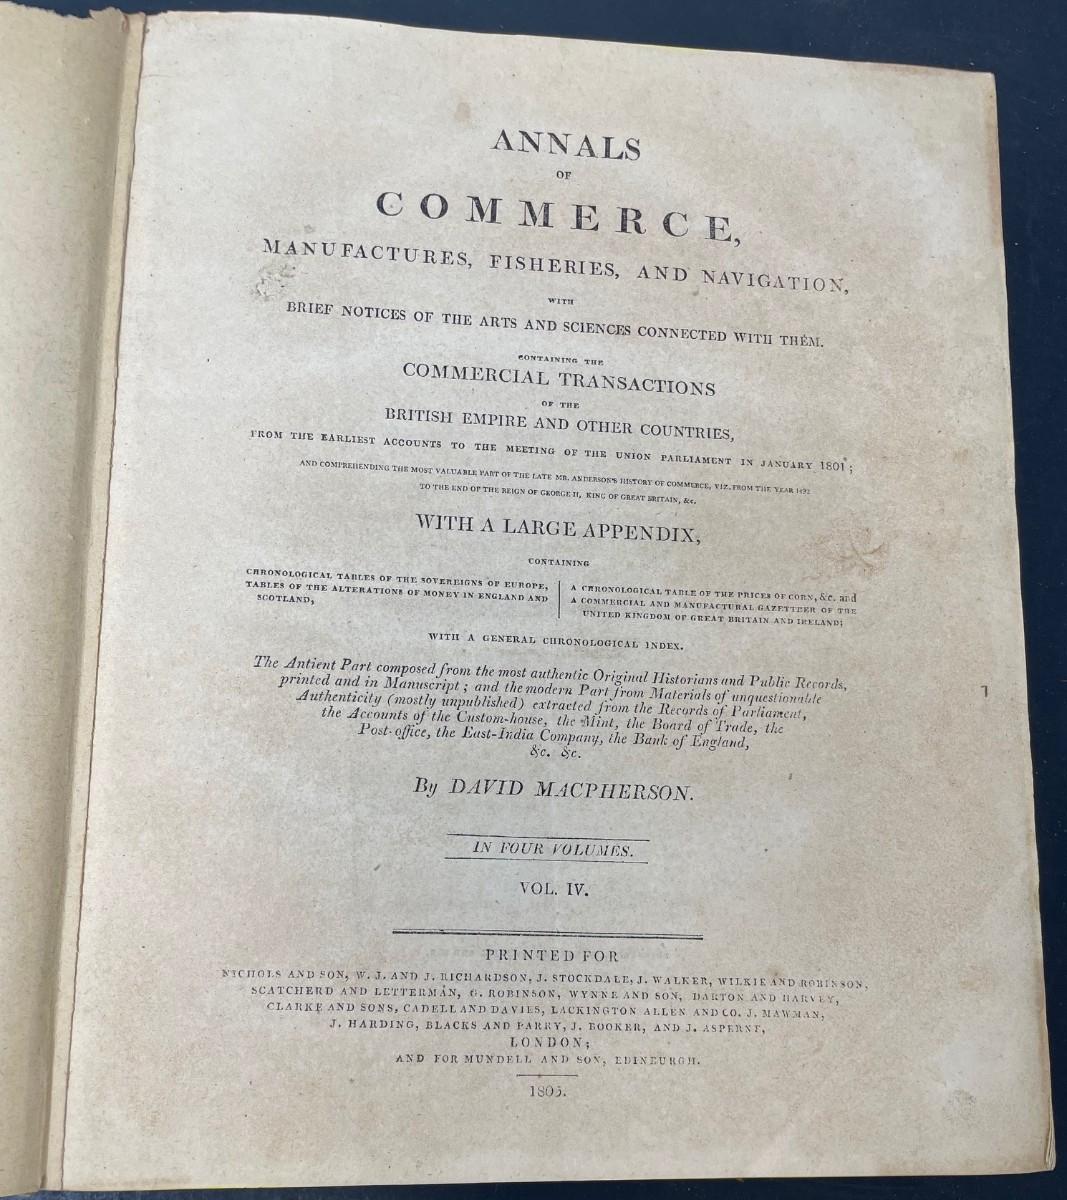 ANNALS
OF
COMMERCE,
MANUFACTURES, FISHERIES, AND NAVIGATION,
WITH
BRIEF NOTICES OF THE ARTS AND SCIENCES CONNECTED WITH THEM.
CONTAINING THE
COMMERCIAL TRANSACTIONS
OF THE
BRITISH EMPIRE AND OTHER COUNTRIES,
FROM THE EARLIEST ACCOUNTS TO THE MEETING OF THE UNION PARLIAMENT IN JANUARY 1801;
AND COMPREHENDING THE MOST VALUABLE PART OF THE LATE MR. ANDERSON'S HISTORY OF COMMERCE, VIZ. FROM THE YEAR 1492
TO THE END OF THE REIGN OF GEORGE II, KING OF GREAT BRITAIN, &c.
WITH A LARGE APPENDIX,
CONTAINING
CHRONOLOGICAL TABLES OF THE SOVEREIGNS OF EUROPE,
TABLES OF THE ALTERATIONS OF MONEY IN ENGLAND AND
SCOTLAND,
A CHRONOLOGICAL TABLE OF THE PRICES OF CORN, &c. and
A COMMERCIAL AND MANUFACTURAL GAZETTEER OF THE
UNITED KINGDOM OF GREAT BRITAIN AND IRELAND;
WITH A GENERAL CHRONOLOGICAL INDEX.
The Antient Part composed from the most authentic Original Historians and Public Records,
printed and in Manuscript; and the modern Part from Materials of unquestionable
Authenticity (mostly unpublished) extracted from the Records of Parliament,
the Accounts of the Custom-house, the Mint, the Board of Trade, the
Post-office, the East-India Company, the Bank of England,
&c. &c.
By DAVID MACPHERSON.
IN FOUR VOLUMES.
VOL. IV.
PRINTED FOR
NICHOLS AND SON, W. J. AND J. RICHARDSON, J. STOCKDALE, J. WALKER, WILKIE AND ROBINSON,
SCATCHERD AND LETTERMAN, G. ROBINSON, WYNNE AND SON, DARTON AND HARVEY,
CLARKE AND SONS, CADELL AND DAVIES, LACKINGTON ALLEN AND CO. J. MAWMAN,
J. HARDING, BLACKS AND PARRY, J. BOOKER, AND J. ASPERNE,
LONDON;
AND FOR MUNDELL AND SON, EDINBURGH.
1805.